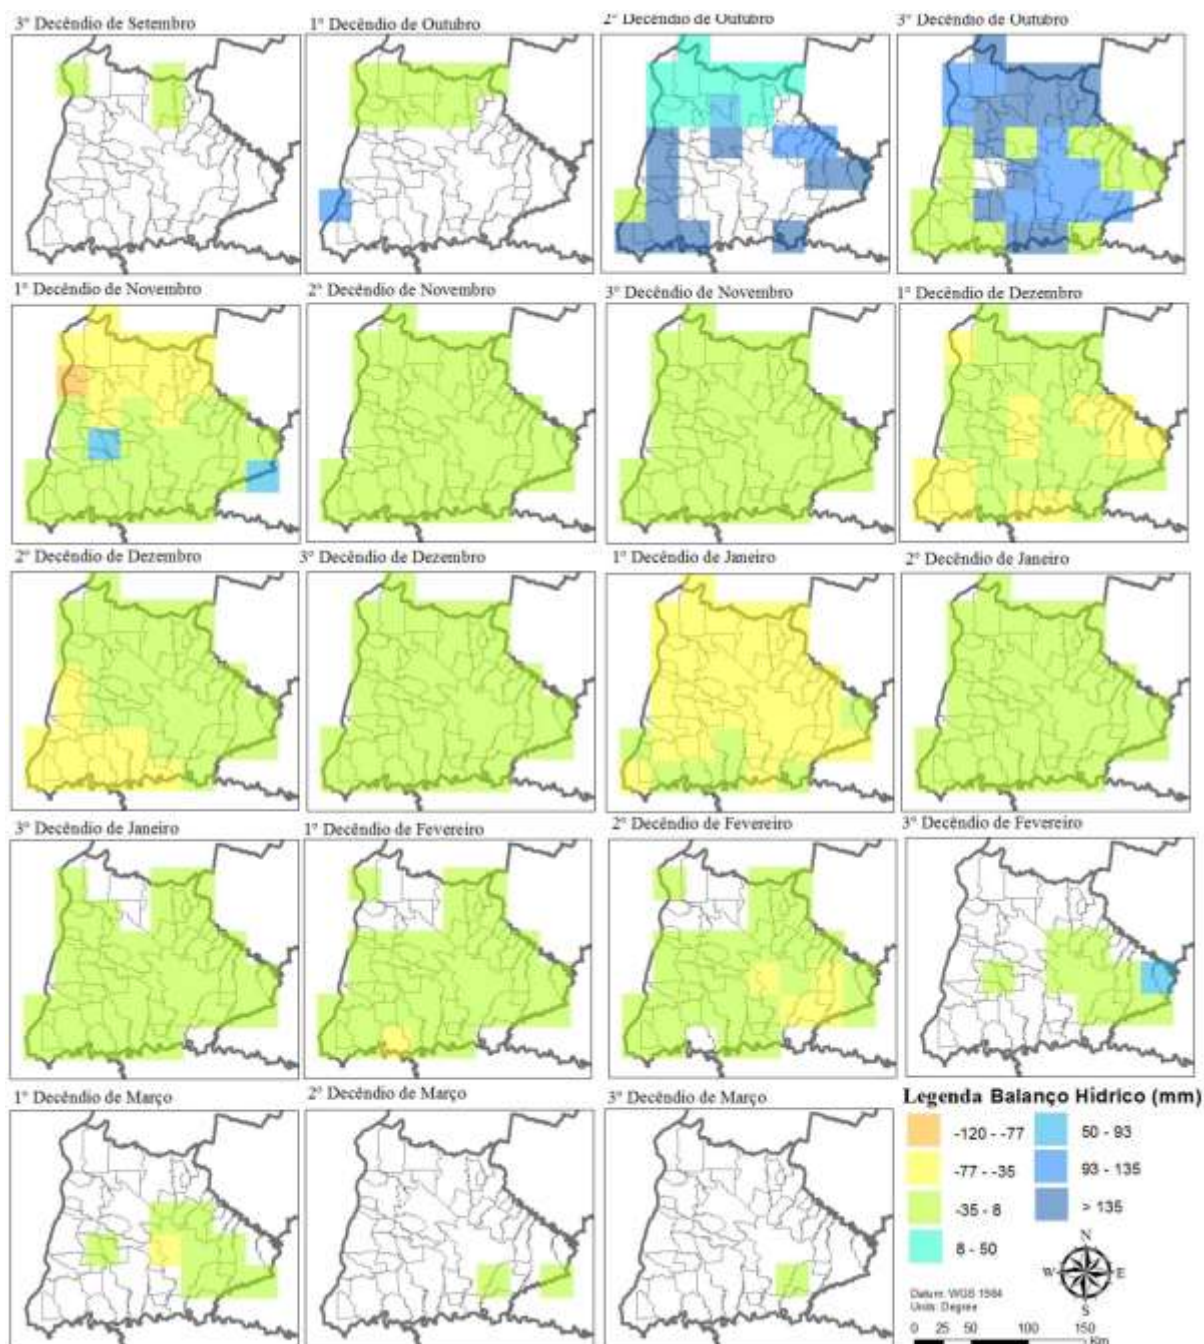 3º Decêndio de Setembro
1º Decêndio de Outubro
2º Decêndio de Outubro
3º Decêndio de Outubro
1º Decêndio de Novembro
2º Decêndio de Novembro
3º Decêndio de Novembro
1º Decêndio de Dezembro
2º Decêndio de Dezembro
3º Decêndio de Dezembro
1º Decêndio de Janeiro
2º Decêndio de Janeiro
3º Decêndio de Janeiro
1º Decêndio de Fevereiro
2º Decêndio de Fevereiro
3º Decêndio de Fevereiro
1º Decêndio de Março
2º Decêndio de Março
3º Decêndio de Março
Legenda Balanço Hídrico (mm)
-120 - -77
50 - 93
-77 - -35
93 - 135
-35 - 8
> 135
8 - 50
N
W E
S
Datum: WGS 1984
Units: Degree
0 25 50 100 150
Km